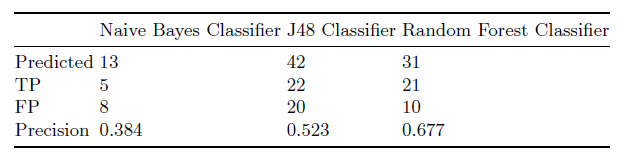 Naive Bayes Classifier J48 Classifier Random Forest Classifier
Predicted 13 42 31
TP 5 22 21
FP 8 20 10
Precision 0.384 0.523 0.677